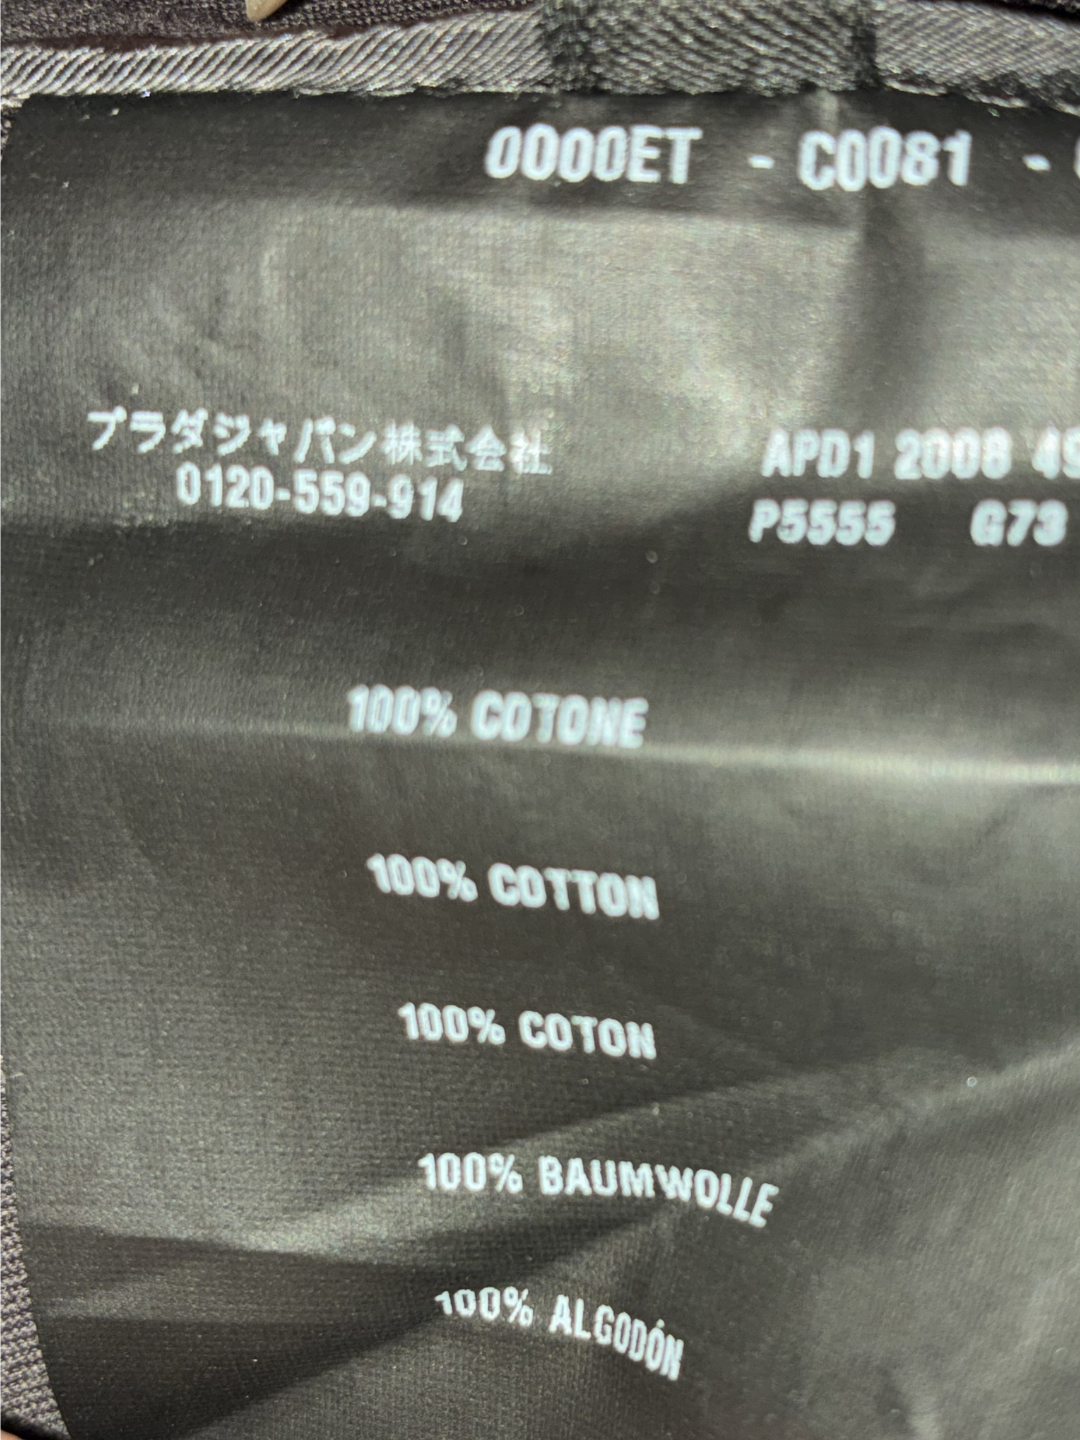 0000ET - C0081 -
プラダジャパン株式会社
0120-559-914
APD1 2008 49
P5555 G73
100% COTONE
100% COTTON
100% COTON
100% BAUMWOLLE
100% ALGODÓN